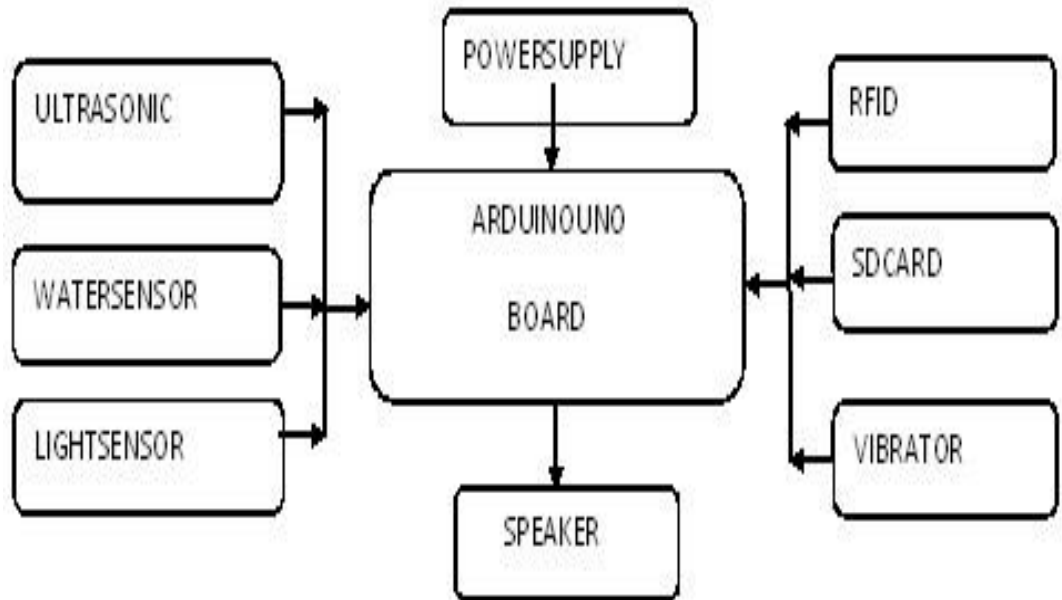 POWERSUPPLY
ULTRASONIC
RFID
ARDUINOUNO
BOARD
WATERSENSOR
SDCARD
LIGHTSENSOR
VIBRATOR
SPEAKER